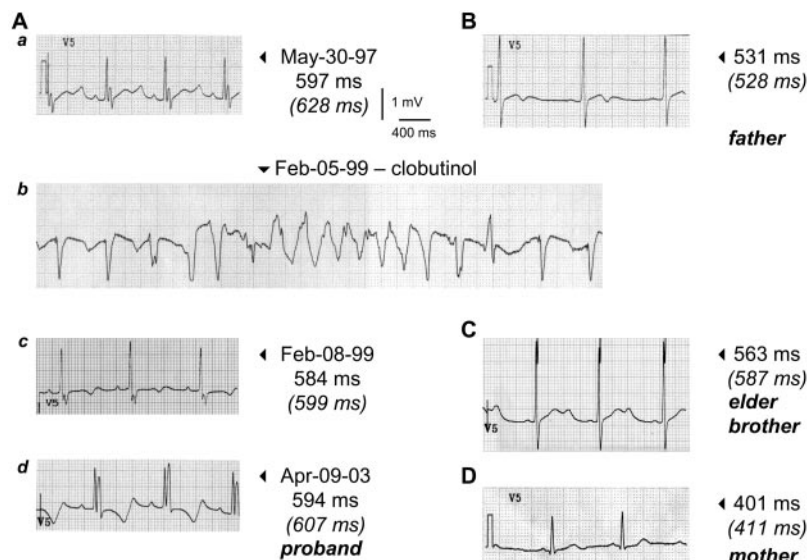 A
a
V5
◄ May-30-97
597 ms
(628 ms)
1 mV
400 ms
B
V5
◄ 531 ms
(528 ms)
father
▼ Feb-05-99 – clobutinol
b
c
V5
◄ Feb-08-99
584 ms
(599 ms)
C
V5
◄ 563 ms
(587 ms)
elder
brother
d
V5
◄ Apr-09-03
594 ms
(607 ms)
proband
D
V5
◄ 401 ms
(411 ms)
mother